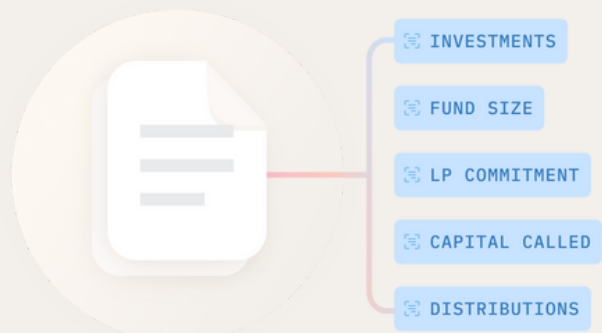 INVESTMENTS
FUND SIZE
LP COMMITMENT
CAPITAL CALLED
DISTRIBUTIONS